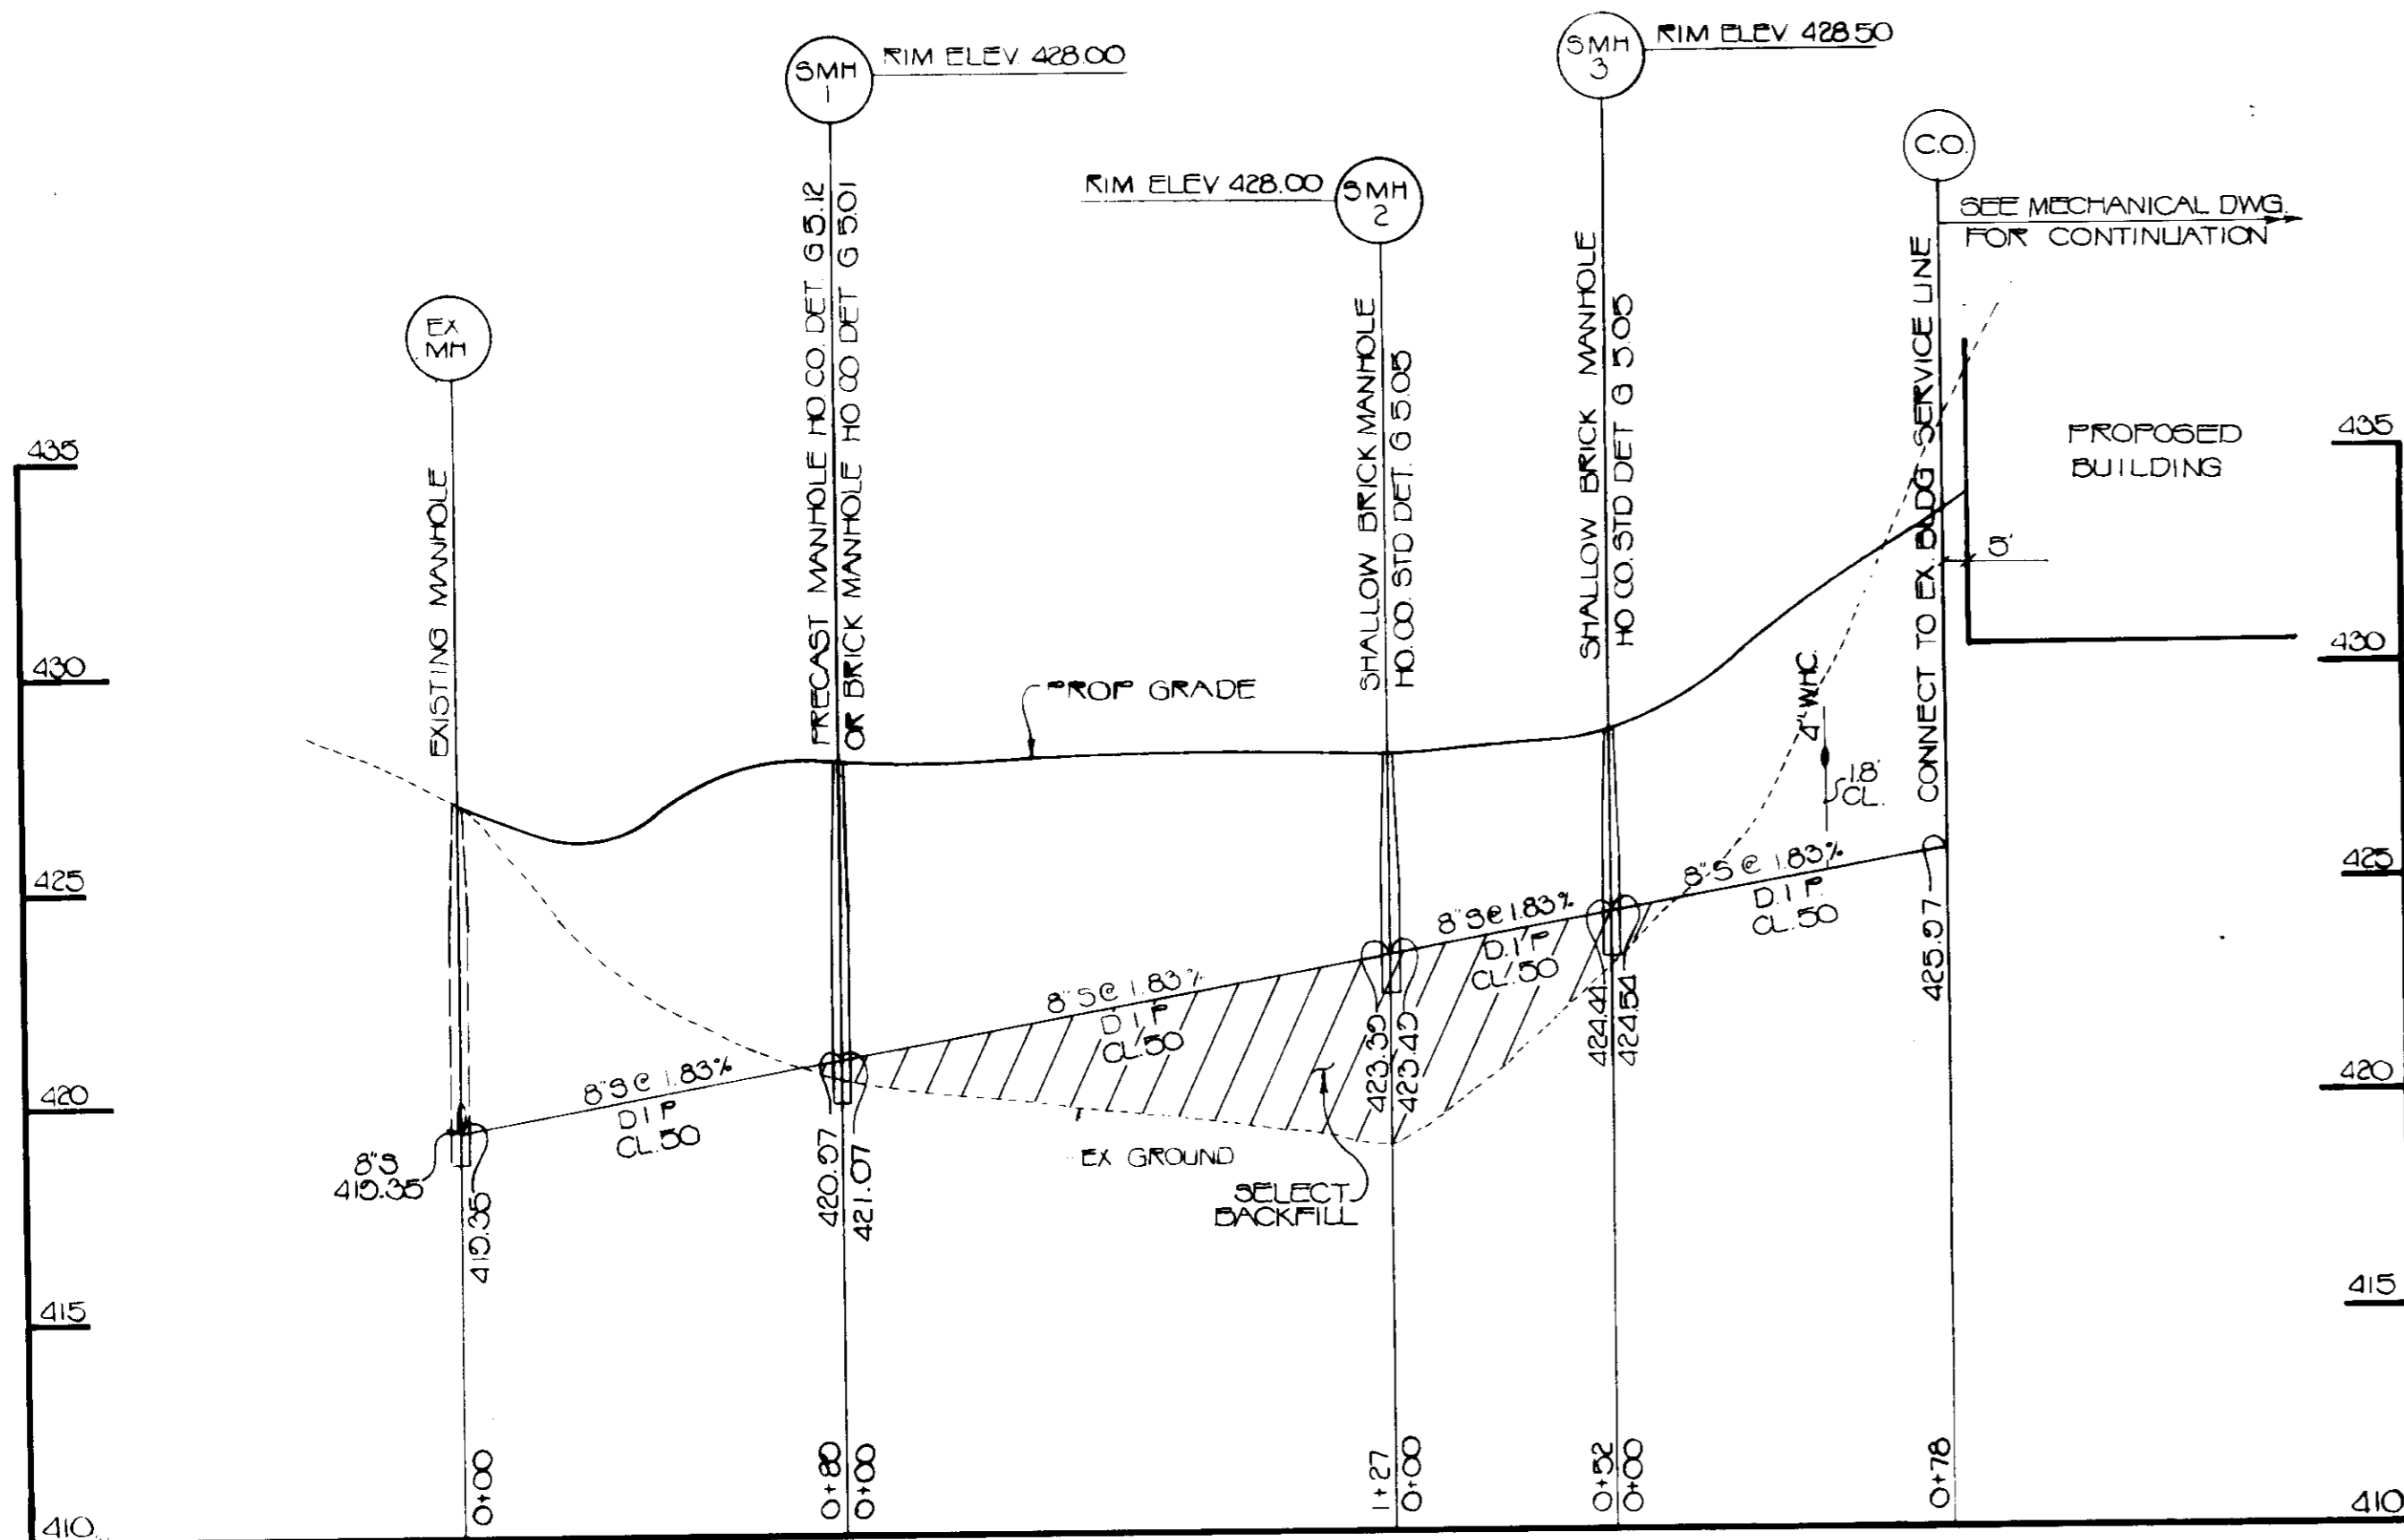 SMH
1
RIM ELEV. 428.00
SMH
3
RIM ELEV. 428.50
SMH
2
RIM ELEV 428.00
C.O.
SEE MECHANICAL DWG.
FOR CONTINUATION
EX
MH
EXISTING MANHOLE
PRECAST MANHOLE HO.CO. DET. G 5.12
OR BRICK MANHOLE HO CO DET G 5.01
SHALLOW BRICK MANHOLE
HO.CO. STD DET. G 5.05
SHALLOW BRICK MANHOLE
HO CO. STD DET G 5.05
CONNECT TO EX. BLDG SERVICE LINE
PROPOSED
BUILDING
5'
435
430
425
420
415
410
435
430
425
420
415
410
PROP GRADE
4" WHC
1.8'
CL.
8"S @ 1.83%
D I P
CL. 50
8"S @ 1.83%
D I P
CL. 50
8"S @ 1.83%
D. I P
CL. 50
8"S @ 1.83%
D. I P.
CL. 50
EX GROUND
SELECT
BACKFILL
8"S
419.35
419.35
420.97
421.07
423.39
423.49
424.44
424.54
425.97
0+00
0+80
0+00
1+27
0+00
0+52
0+00
0+78